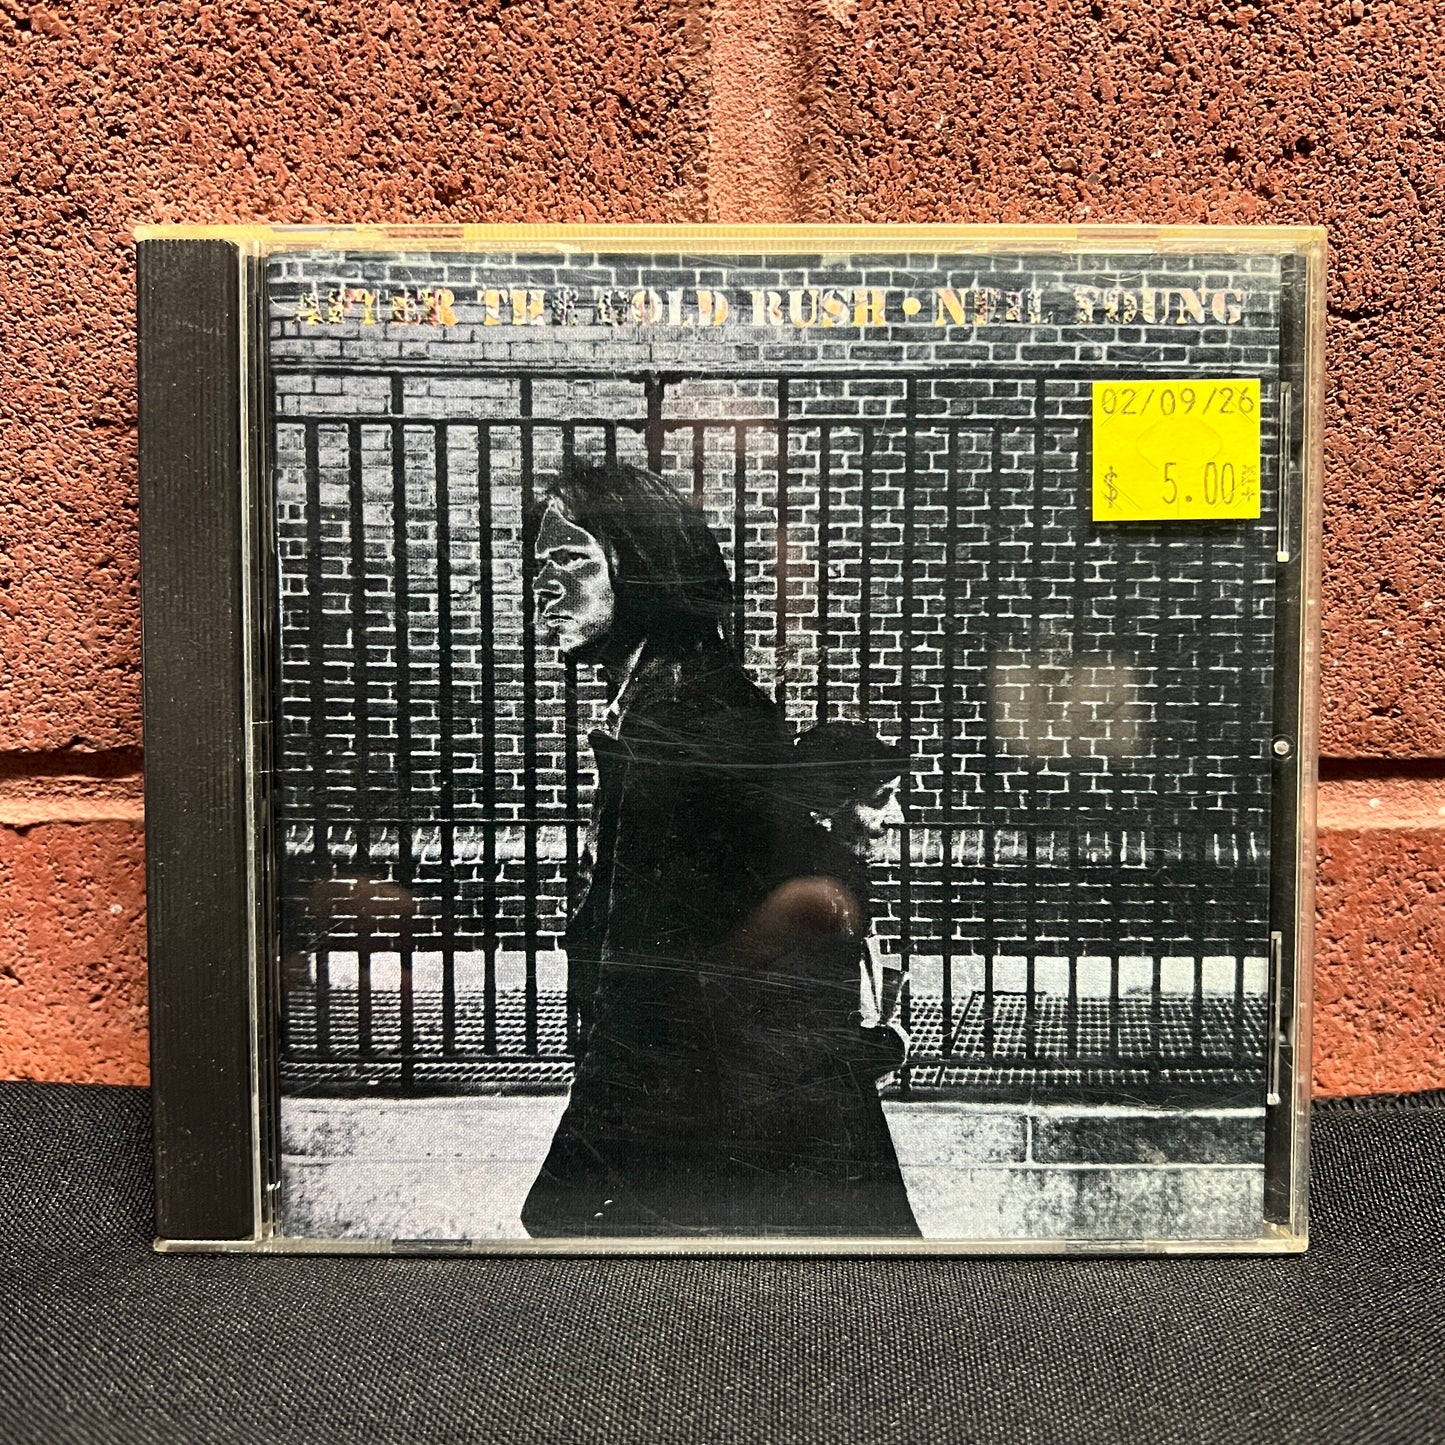 AFTER THE GOLD RUSH • NEIL YOUNG
02/09/26
$ 5.00